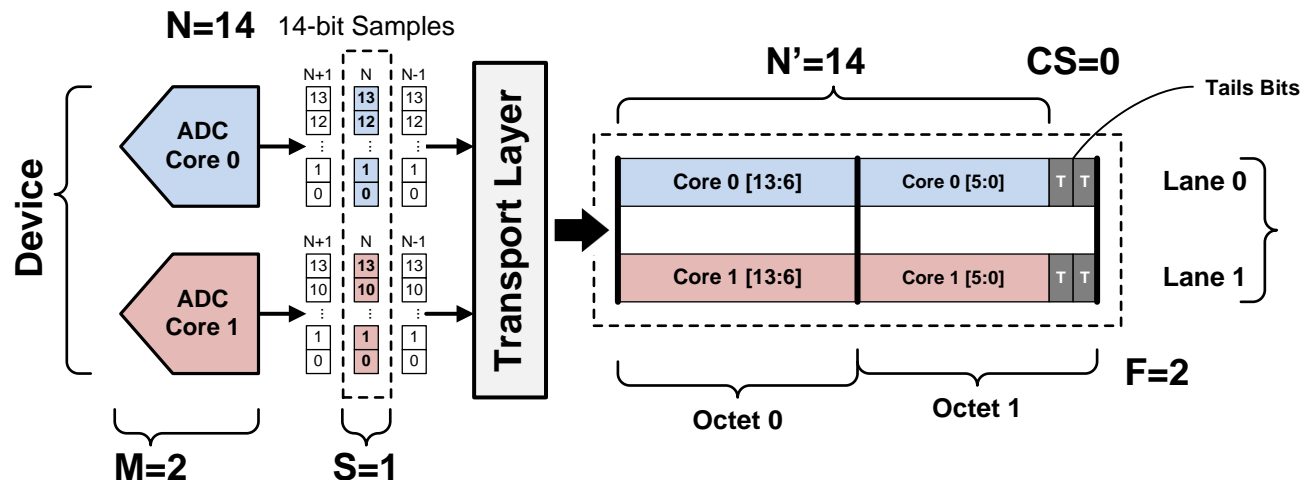 N=14 14-bit Samples
N'=14
CS=0
Tails Bits
Device
ADC
Core 0
N+1
13
12
⋮
1
0
N
13
12
⋮
1
0
N-1
13
12
⋮
1
0
ADC
Core 1
N+1
13
10
⋮
1
0
N
13
10
⋮
1
0
N-1
13
10
⋮
1
0
Transport Layer
Core 0 [13:6]
Core 0 [5:0]
T T
Lane 0
Core 1 [13:6]
Core 1 [5:0]
T T
Lane 1
F=2
Octet 0
Octet 1
M=2
S=1